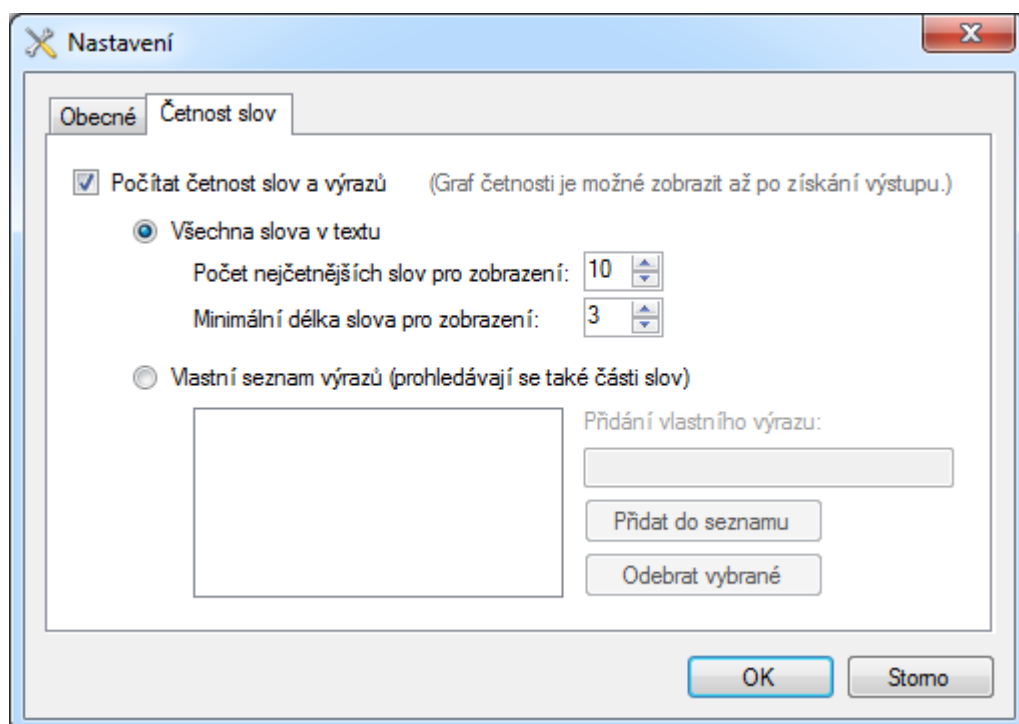 Nastavení
Obecné Četnost slov
Počítat četnost slov a výrazů (Graf četnosti je možné zobrazit až po získání výstupu.)
Všechna slova v textu
Počet nejčetnějších slov pro zobrazení: 10
Minimální délka slova pro zobrazení: 3
Vlastní seznam výrazů (prohledávají se také části slov)
Přidání vlastního výrazu:
Přidat do seznamu
Odebrat vybrané
OK Storno